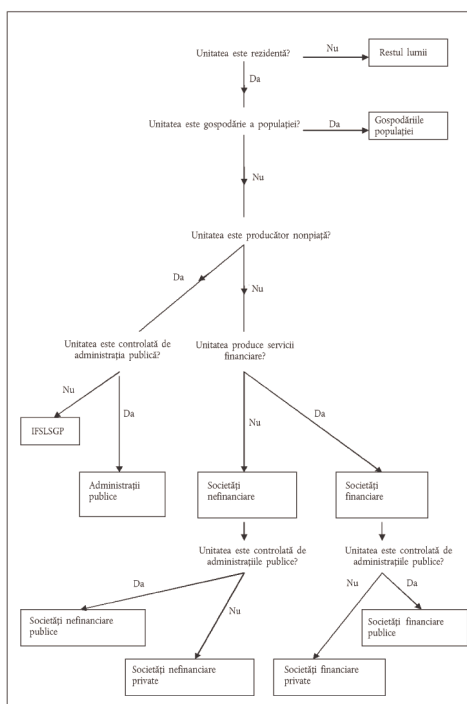 Unitatea este rezidentă?
Nu
Restul lumii
Da
Unitatea este gospodărie a populației?
Da
Gospodăriile
populației
Nu
Unitatea este producător nonpiață?
Da
Nu
Unitatea este controlată de
administrația publică?
Unitatea produce servicii
financiare?
Nu
Da
Nu
Da
IFSLSGP
Administrații
publice
Societăți
nefinanciare
Societăți
financiare
Unitatea este controlată de
administrațiile publice?
Unitatea este controlată de
administrațiile publice?
Da
Nu
Nu
Da
Societăți nefinanciare
publice
Societăți financiare
publice
Societăți nefinanciare
private
Societăți financiare
private